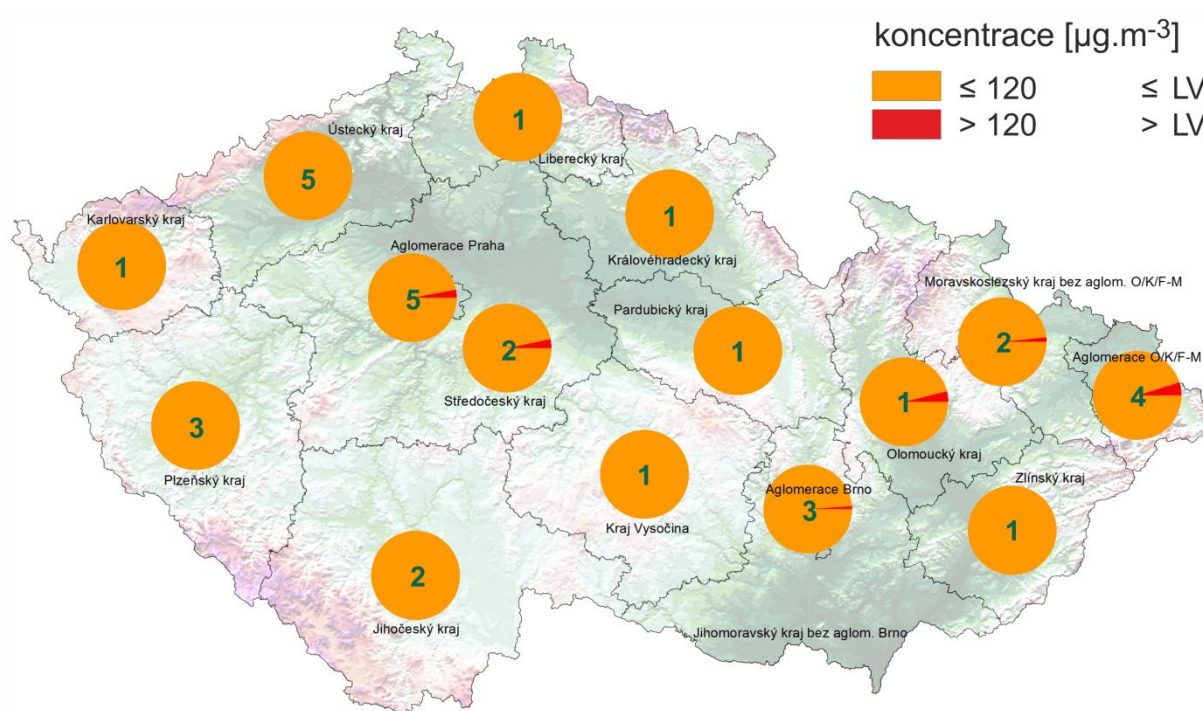 koncentrace [µg.m-3]
≤ 120 ≤ LV
> 120 > LV
1
Ústecký kraj
Liberecký kraj
5
Karlovarský kraj
1
1
Královéhradecký kraj
Aglomerace Praha
5
Moravskoslezský kraj bez aglom. O/K/F-M
Pardubický kraj
2
2
1
Aglomerace O/K/F-M
Středočeský kraj
1
4
3
Olomoucký kraj
Plzeňský kraj
1
Aglomerace Brno
Zlínský kraj
Kraj Vysočina
3
1
2
Jihočeský kraj
Jihomoravský kraj bez aglom. Brno